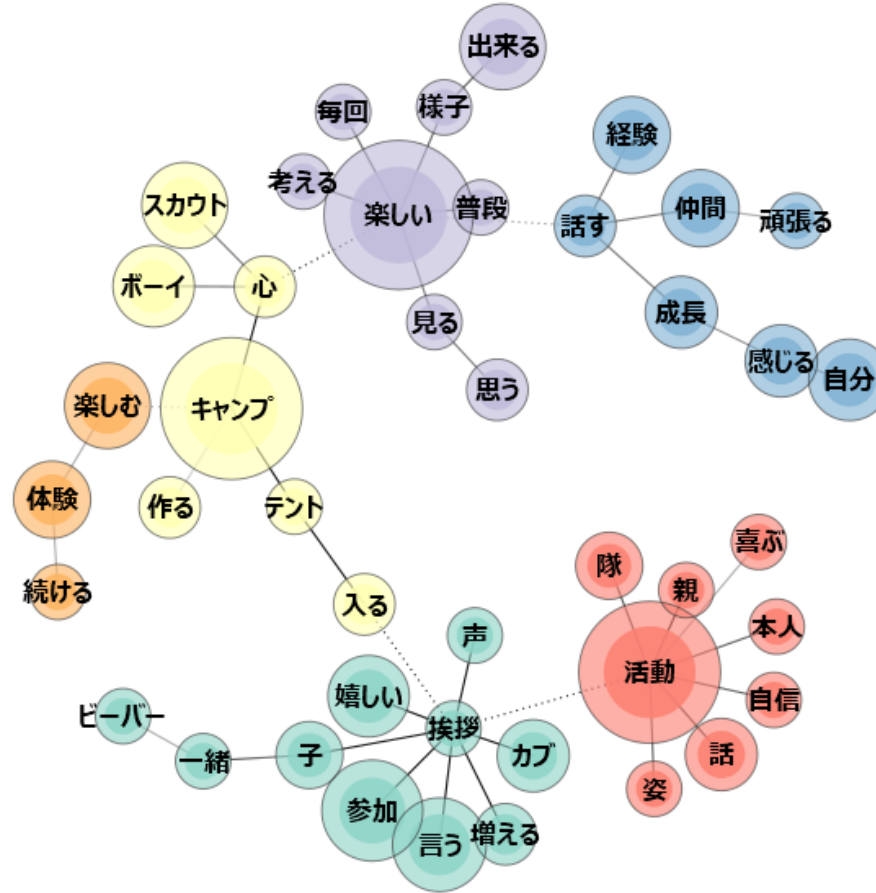 出来る
様子
毎回
考える
楽しい
普段
経験
仲間
頑張る
話す
スカウト
ボーイ
心
見る
成長
感じる
自分
思う
楽しむ
キャンプ
体験
作る
テント
続ける
入る
喜ぶ
隊
親
本人
声
活動
自信
嬉しい
ビーバー
挨拶
一緒
子
カブ
話
姿
参加
言う
増える